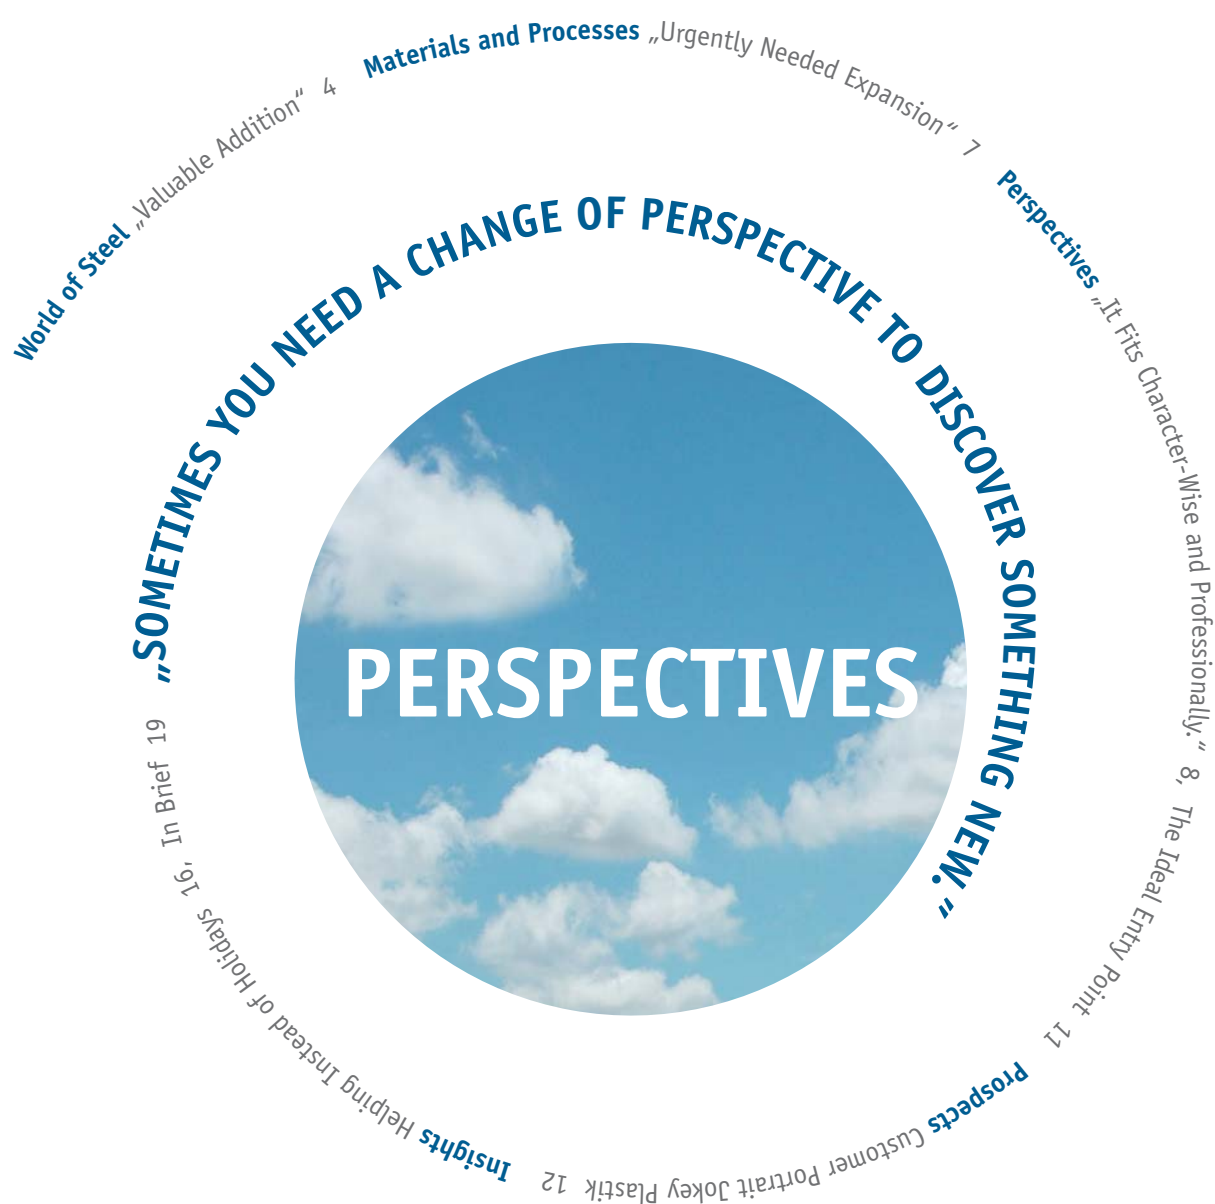 World of Steel „Valuable Addition“ 4 Materials and Processes „Urgently Needed Expansion“ 7 Perspectives „It Fits Character-Wise and Professionally.“ 8, The Ideal Entry Point 11 Prospects Customer Portrait Jokey Plastik 12 Insights Helping Instead of Holidays 16, In Brief 19
„SOMETIMES YOU NEED A CHANGE OF PERSPECTIVE TO DISCOVER SOMETHING NEW.“
PERSPECTIVES